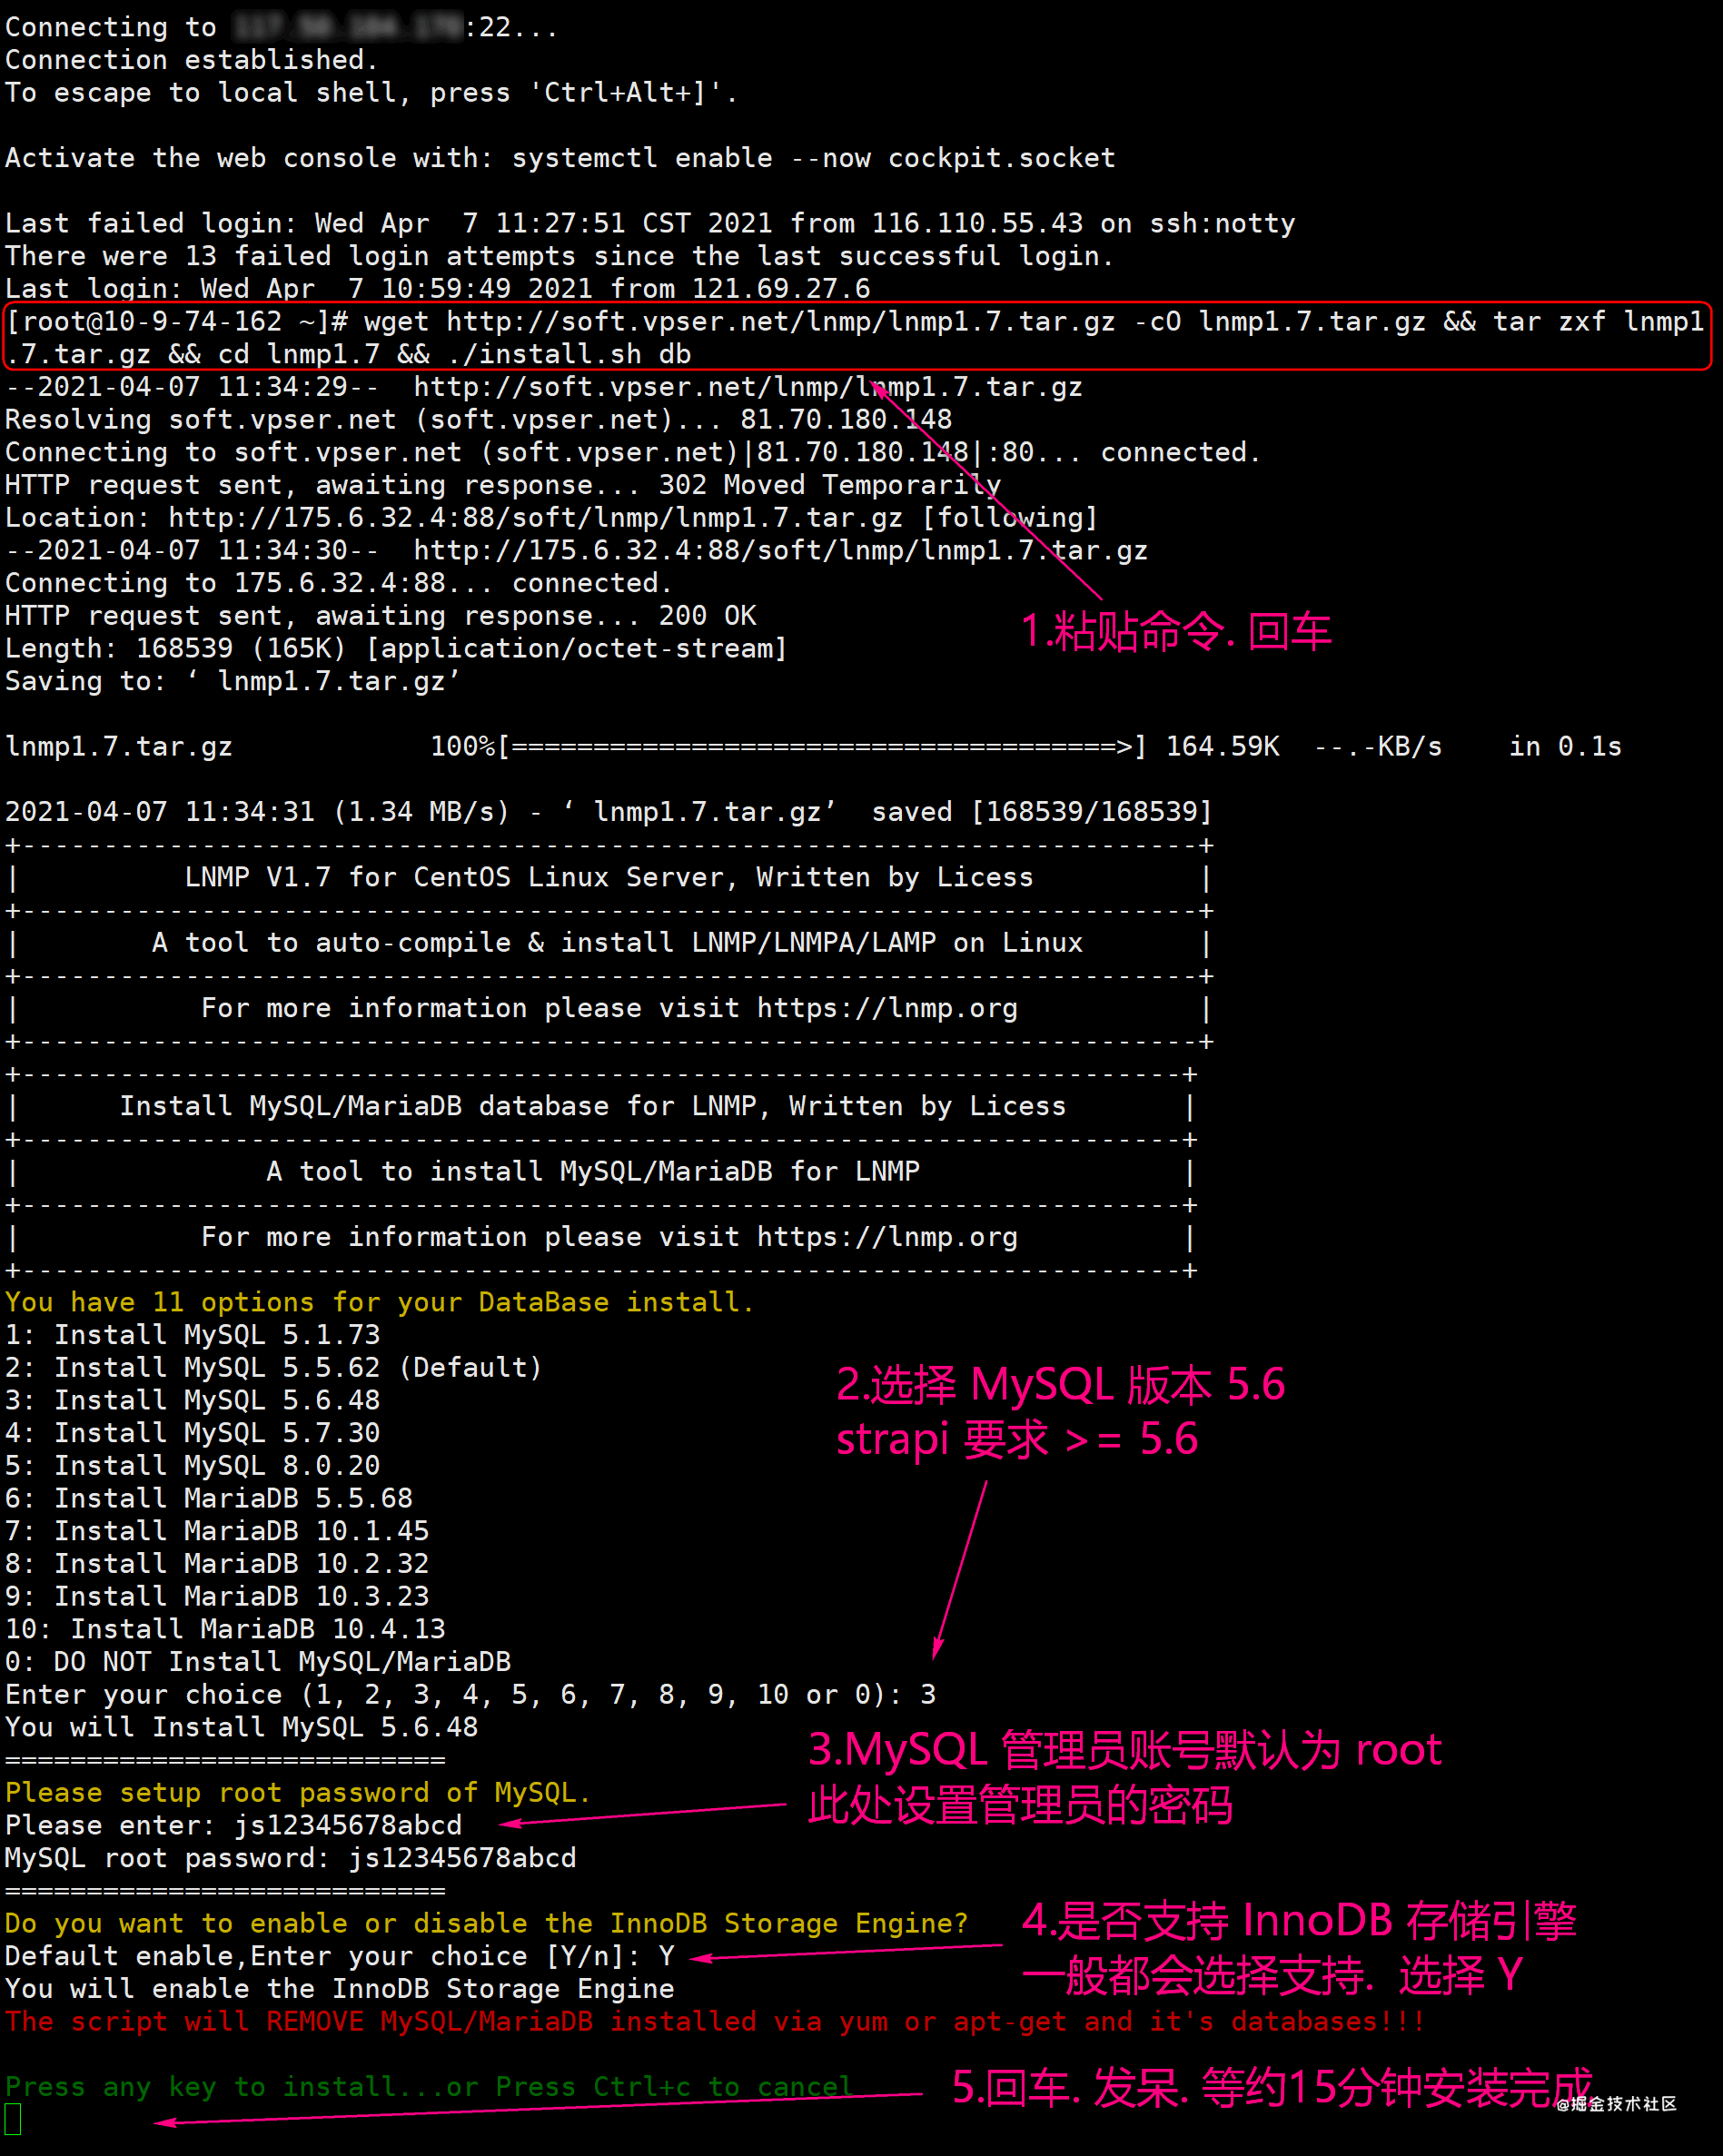 Connecting to :22...
Connection established.
To escape to local shell, press 'Ctrl+Alt+]'.
Activate the web console with: systemctl enable --now cockpit.socket
Last failed login: Wed Apr  7 11:27:51 CST 2021 from 116.110.55.43 on ssh:notty
There were 13 failed login attempts since the last successful login.
Last login: Wed Apr  7 10:59:49 2021 from 121.69.27.6
[root@10-9-74-162 ~]# wget http://soft.vpser.net/lnmp/lnmp1.7.tar.gz -cO lnmp1.7.tar.gz && tar zxf lnmp1
.7.tar.gz && cd lnmp1.7 && ./install.sh db
--2021-04-07 11:34:29--  http://soft.vpser.net/lnmp/lnmp1.7.tar.gz
Resolving soft.vpser.net (soft.vpser.net)... 81.70.180.148
Connecting to soft.vpser.net (soft.vpser.net)|81.70.180.148|:80... connected.
HTTP request sent, awaiting response... 302 Moved Temporarily
Location: http://175.6.32.4:88/soft/lnmp/lnmp1.7.tar.gz [following]
--2021-04-07 11:34:30--  http://175.6.32.4:88/soft/lnmp/lnmp1.7.tar.gz
Connecting to 175.6.32.4:88... connected.
HTTP request sent, awaiting response... 200 OK
1.粘贴命令. 回车
Length: 168539 (165K) [application/octet-stream]
Saving to: ‘ lnmp1.7.tar.gz’
lnmp1.7.tar.gz            100%[=====================================>] 164.59K  --.-KB/s    in 0.1s
2021-04-07 11:34:31 (1.34 MB/s) - ‘ lnmp1.7.tar.gz’  saved [168539/168539]
+------------------------------------------------------------------------+
|          LNMP V1.7 for CentOS Linux Server, Written by Licess          |
+------------------------------------------------------------------------+
|        A tool to auto-compile & install LNMP/LNMPA/LAMP on Linux       |
+------------------------------------------------------------------------+
|           For more information please visit https://lnmp.org           |
+------------------------------------------------------------------------+
+-----------------------------------------------------------------------+
|      Install MySQL/MariaDB database for LNMP, Written by Licess       |
+-----------------------------------------------------------------------+
|               A tool to install MySQL/MariaDB for LNMP                |
+-----------------------------------------------------------------------+
|           For more information please visit https://lnmp.org          |
+-----------------------------------------------------------------------+
You have 11 options for your DataBase install.
1: Install MySQL 5.1.73
2: Install MySQL 5.5.62 (Default)
3: Install MySQL 5.6.48
4: Install MySQL 5.7.30
5: Install MySQL 8.0.20
2.选择 MySQL 版本 5.6
strapi 要求 >= 5.6
6: Install MariaDB 5.5.68
7: Install MariaDB 10.1.45
8: Install MariaDB 10.2.32
9: Install MariaDB 10.3.23
10: Install MariaDB 10.4.13
0: DO NOT Install MySQL/MariaDB
Enter your choice (1, 2, 3, 4, 5, 6, 7, 8, 9, 10 or 0): 3
You will Install MySQL 5.6.48
===========================
Please setup root password of MySQL.
3.MySQL 管理员账号默认为 root
此处设置管理员的密码
Please enter: js12345678abcd
MySQL root password: js12345678abcd
===========================
Do you want to enable or disable the InnoDB Storage Engine?
4.是否支持 InnoDB 存储引擎
一般都会选择支持. 选择 Y
Default enable,Enter your choice [Y/n]: Y
You will enable the InnoDB Storage Engine
The script will REMOVE MySQL/MariaDB installed via yum or apt-get and it's databases!!!
Press any key to install...or Press Ctrl+c to cancel
5.回车. 发呆. 等约15分钟安装完成
@掘金技术社区